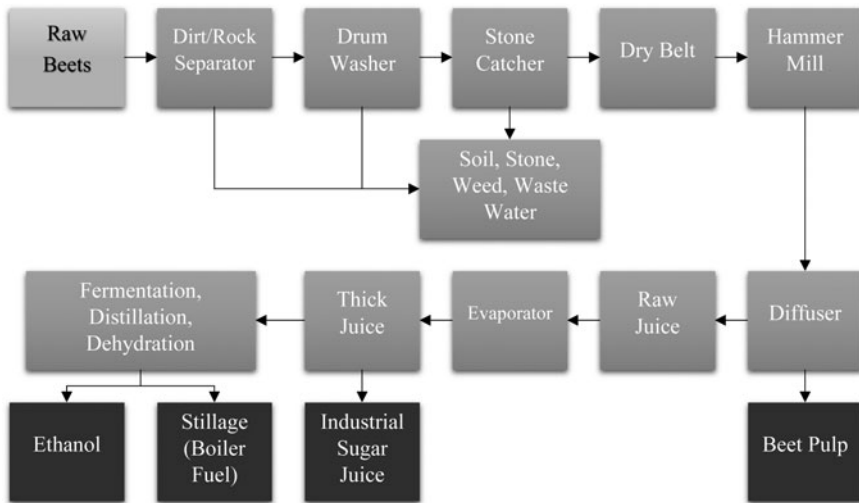 Raw
Beets
Dirt/Rock
Separator
Drum
Washer
Stone
Catcher
Dry Belt
Hammer
Mill
Soil, Stone,
Weed, Waste
Water
Fermentation,
Distillation,
Dehydration
Thick
Juice
Evaporator
Raw
Juice
Diffuser
Ethanol
Stillage
(Boiler
Fuel)
Industrial
Sugar
Juice
Beet Pulp